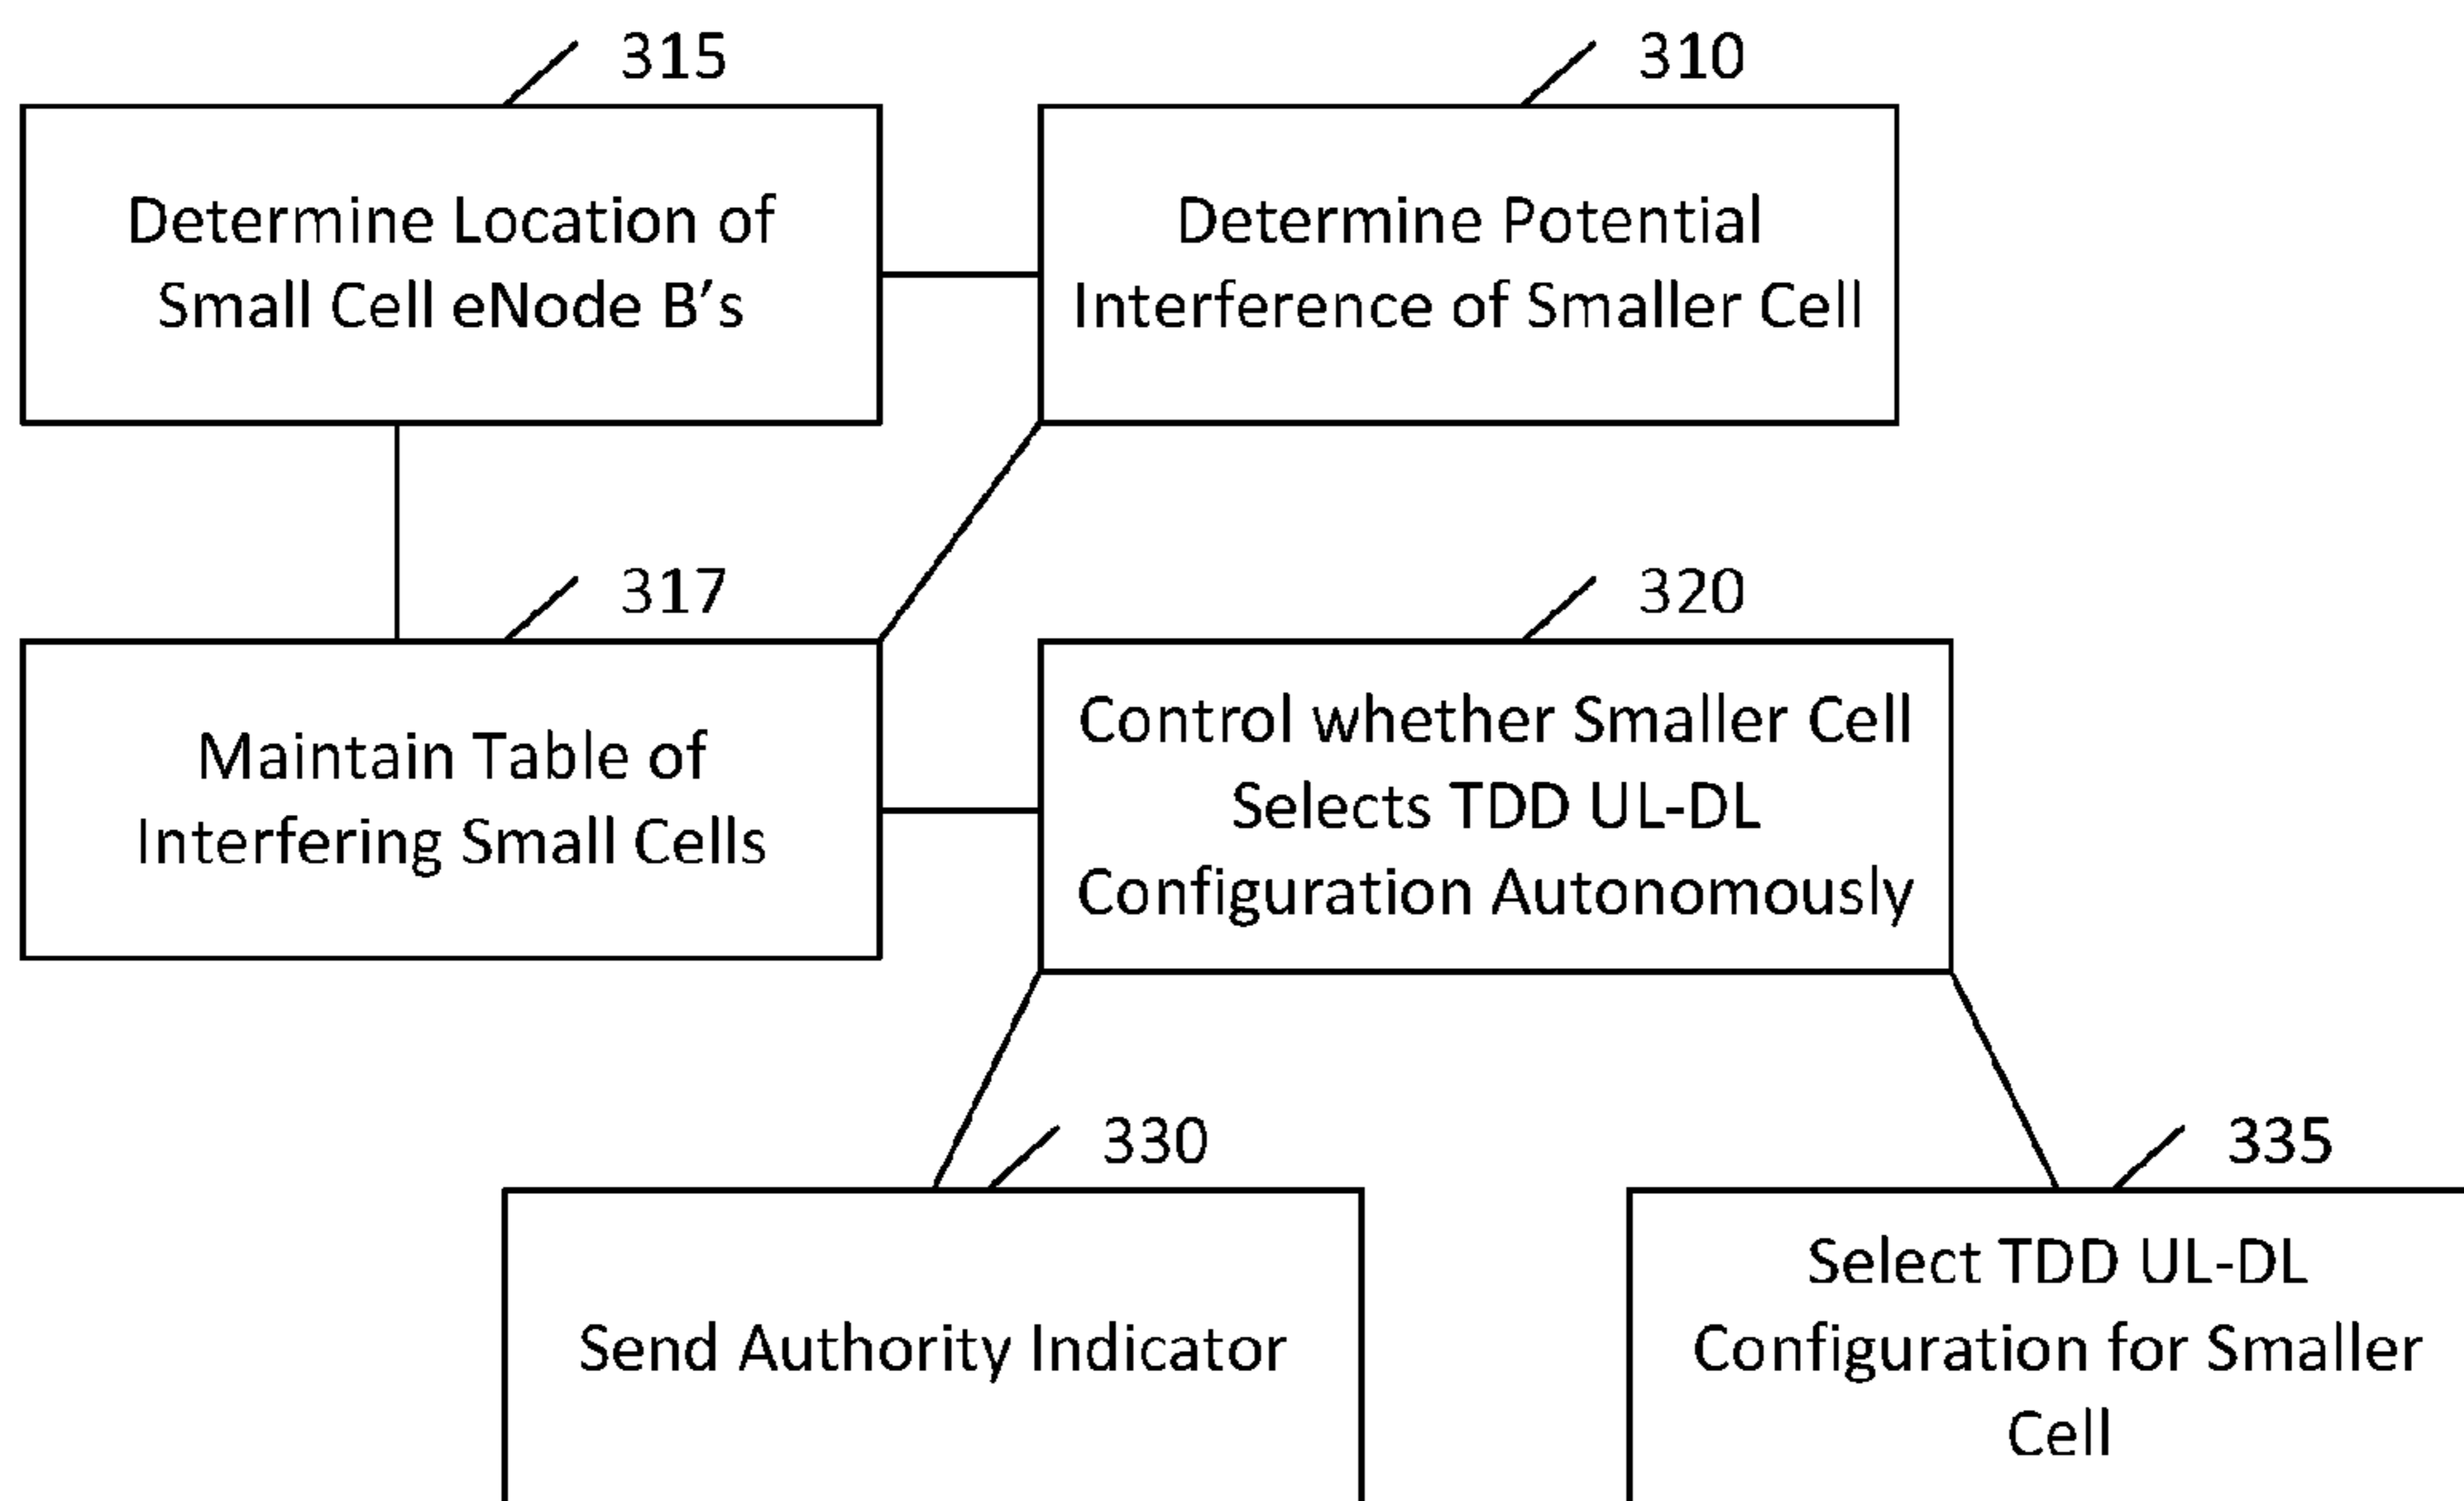 315
Determine Location of
Small Cell eNode B's
310
Determine Potential
Interference of Smaller Cell
317
Maintain Table of
Interfering Small Cells
320
Control whether Smaller Cell
Selects TDD UL-DL
Configuration Autonomously
330
Send Authority Indicator
335
Select TDD UL-DL
Configuration for Smaller
Cell